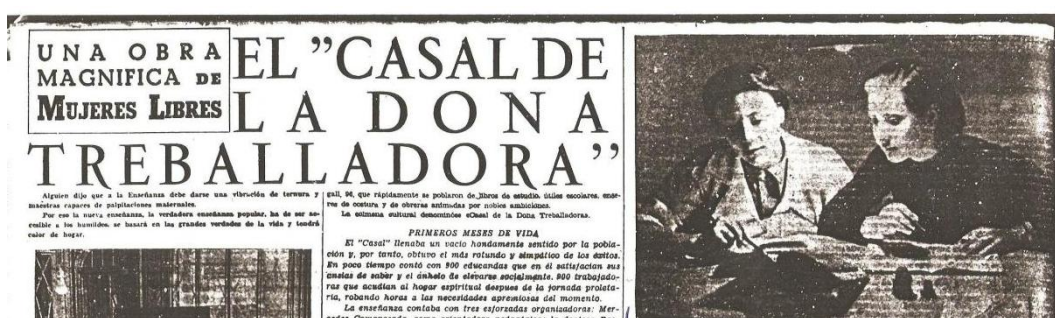 UNA OBRA
MAGNIFICA DE
MUJERES LIBRES
EL "CASAL DE
LA DONA
TREBALLADORA"
Alguien dijo que a la Enseñanza debe darse una vibración de ternura y
maestras capaces de palpitaciones maternales.
Por eso la nueva enseñanza, la verdadera enseñanza popular, ha de ser ac-
cesible a los humildes, se basará en las grandes verdades de la vida y tendrá
calor de hogar.
gall, 96, que rápidamente se poblaron de libros de estudio, útiles escolares, ense-
res de costura y de obreras animadas por nobles ambiciones.
La colmena cultural denominóse «Casal de la Dona Treballadora».
PRIMEROS MESES DE VIDA
El "Casal" llenaba un vacío hondamente sentido por la pobla-
ción y, por tanto, obtuvo el más rotundo y simpático de los éxitos.
En poco tiempo contó con 900 educandas que en él satisfacían sus
ansias de saber y el anhelo de elevarse socialmente. 900 trabajado-
ras que acudían al hogar espiritual despues de la jornada proleta-
ria, robando horas a las necesidades apremiosas del momento.
La enseñanza contaba con tres esforzadas organizadoras: Mer-